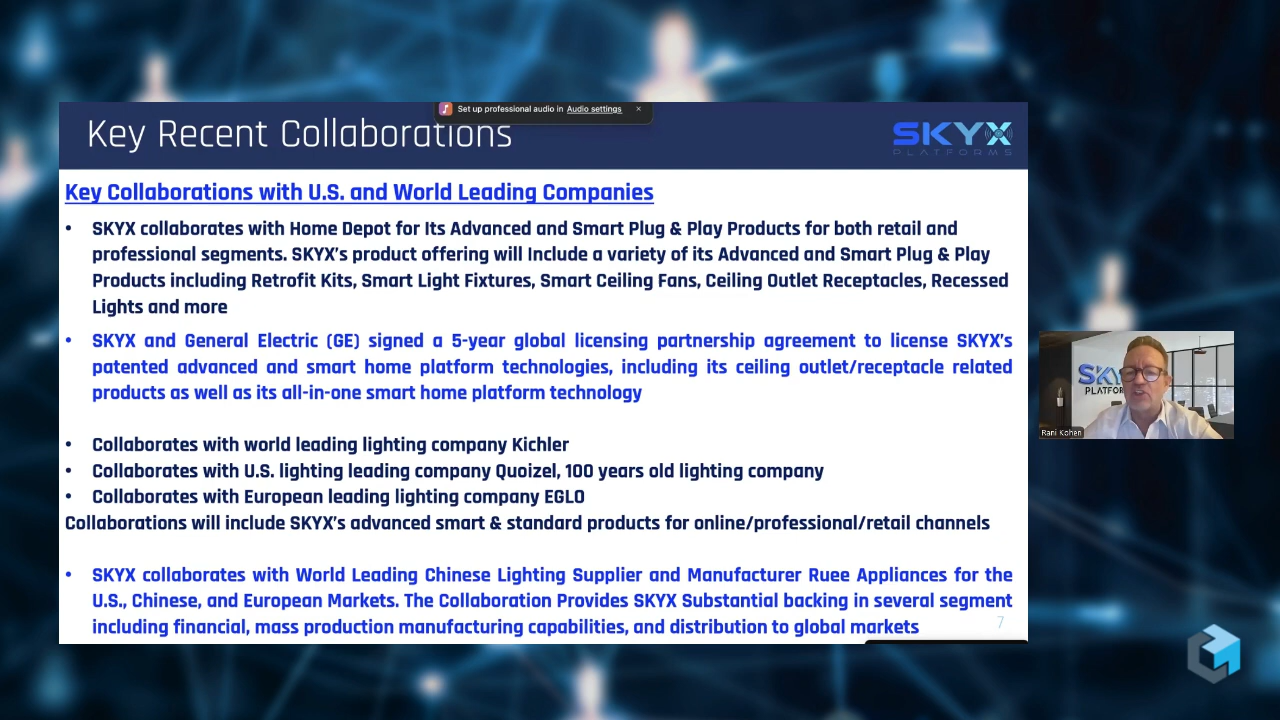 Set up professional audio in Audio settings ×
Key Recent Collaborations
SKYX
PLATFORMS
Key Collaborations with U.S. and World Leading Companies
• SKYX collaborates with Home Depot for Its Advanced and Smart Plug & Play Products for both retail and
professional segments. SKYX's product offering will Include a variety of its Advanced and Smart Plug & Play
Products including Retrofit Kits, Smart Light Fixtures, Smart Ceiling Fans, Ceiling Outlet Receptacles, Recessed
Lights and more
• SKYX and General Electric (GE) signed a 5-year global licensing partnership agreement to license SKYX's
patented advanced and smart home platform technologies, including its ceiling outlet/receptacle related
products as well as its all-in-one smart home platform technology
• Collaborates with world leading lighting company Kichler
• Collaborates with U.S. lighting leading company Quoizel, 100 years old lighting company
• Collaborates with European leading lighting company EGLO
Collaborations will include SKYX's advanced smart & standard products for online/professional/retail channels
• SKYX collaborates with World Leading Chinese Lighting Supplier and Manufacturer Ruee Appliances for the
U.S., Chinese, and European Markets. The Collaboration Provides SKYX Substantial backing in several segment
including financial, mass production manufacturing capabilities, and distribution to global markets
7
SKY
PLATFOR
Rani Kohen